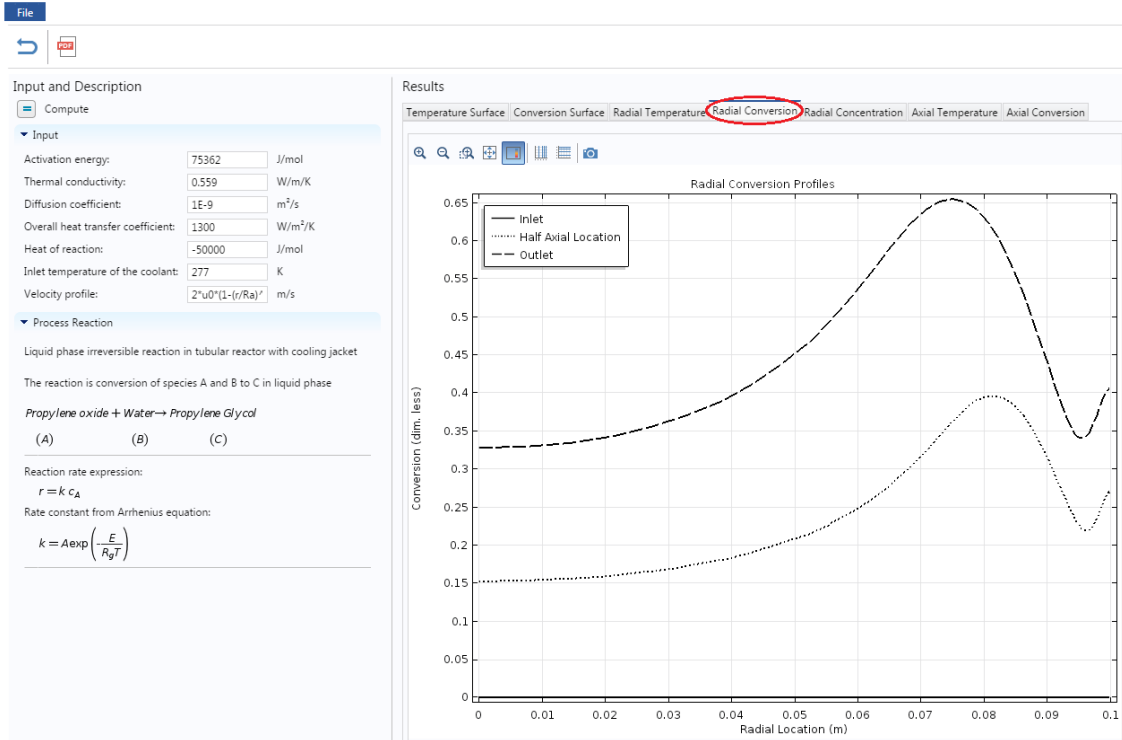 File
PDF
Input and Description
= Compute
Input
Activation energy: 75362 J/mol
Thermal conductivity: 0.559 W/m/K
Diffusion coefficient: 1E-9 m²/s
Overall heat transfer coefficient: 1300 W/m²/K
Heat of reaction: -50000 J/mol
Inlet temperature of the coolant: 277 K
Velocity profile: 2*u0*(1-(r/Ra)^ m/s
Process Reaction
Liquid phase irreversible reaction in tubular reactor with cooling jacket
The reaction is conversion of species A and B to C in liquid phase
Propylene oxide + Water→ Propylene Glycol
(A) (B) (C)
Reaction rate expression:
r = k c_A
Rate constant from Arrhenius equation:
k = A exp(-E/(R_gT))
Results
Temperature Surface Conversion Surface Radial Temperature Radial Conversion Radial Concentration Axial Temperature Axial Conversion
Radial Conversion Profiles
Inlet
Half Axial Location
Outlet
Conversion (dim. less)
0.65
0.6
0.55
0.5
0.45
0.4
0.35
0.3
0.25
0.2
0.15
0.1
0.05
0
0 0.01 0.02 0.03 0.04 0.05 0.06 0.07 0.08 0.09 0.1
Radial Location (m)